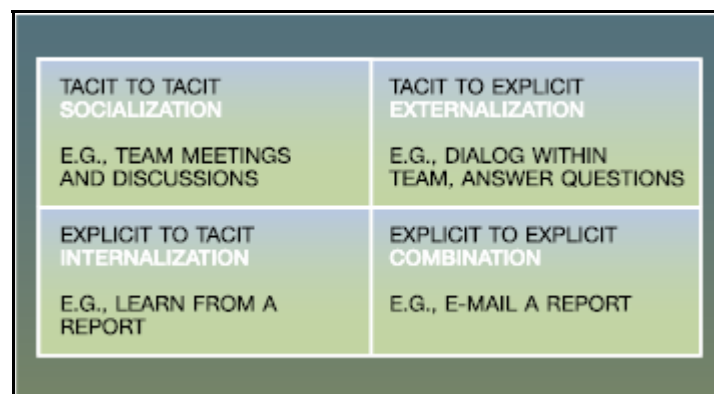 TACIT TO TACIT
SOCIALIZATION
E.G., TEAM MEETINGS
AND DISCUSSIONS
TACIT TO EXPLICIT
EXTERNALIZATION
E.G., DIALOG WITHIN
TEAM, ANSWER QUESTIONS
EXPLICIT TO TACIT
INTERNALIZATION
E.G., LEARN FROM A
REPORT
EXPLICIT TO EXPLICIT
COMBINATION
E.G., E-MAIL A REPORT